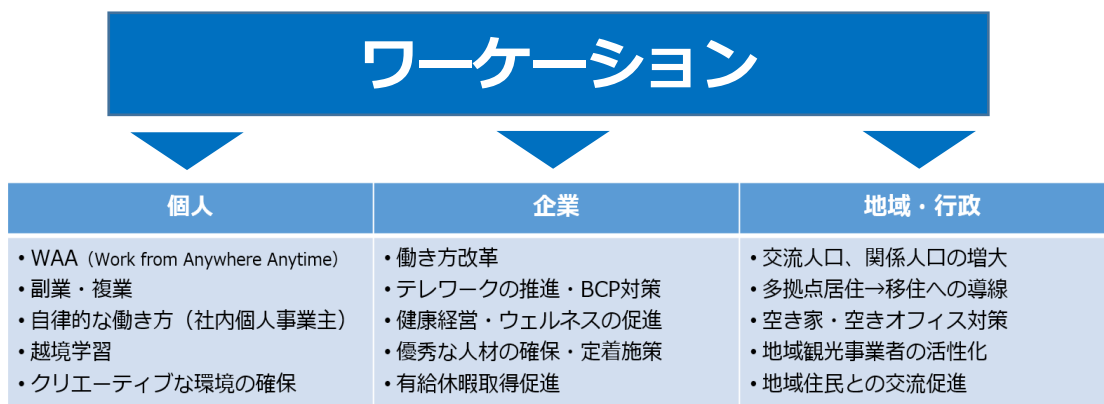 ワーケーション
個人
・WAA（Work from Anywhere Anytime）
・副業・複業
・自律的な働き方（社内個人事業主）
・越境学習
・クリエーティブな環境の確保
企業
・働き方改革
・テレワークの推進・BCP対策
・健康経営・ウェルネスの促進
・優秀な人材の確保・定着施策
・有給休暇取得促進
地域・行政
・交流人口、関係人口の増大
・多拠点居住→移住への導線
・空き家・空きオフィス対策
・地域観光事業者の活性化
・地域住民との交流促進